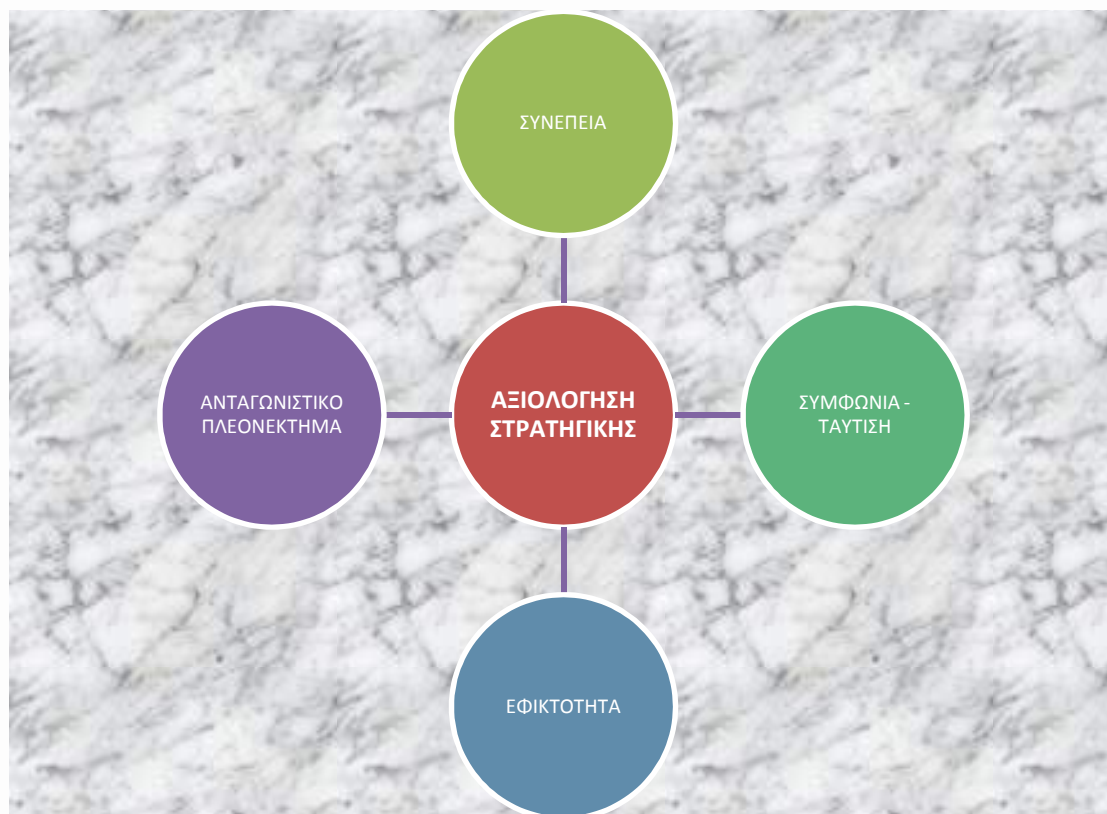 ΣΥΝΕΠΕΙΑ
ΑΝΤΑΓΩΝΙΣΤΙΚΟ
ΠΛΕΟΝΕΚΤΗΜΑ
ΑΞΙΟΛΟΓΗΣΗ
ΣΤΡΑΤΗΓΙΚΗΣ
ΣΥΜΦΩΝΙΑ -
ΤΑΥΤΙΣΗ
ΕΦΙΚΤΟΤΗΤΑ